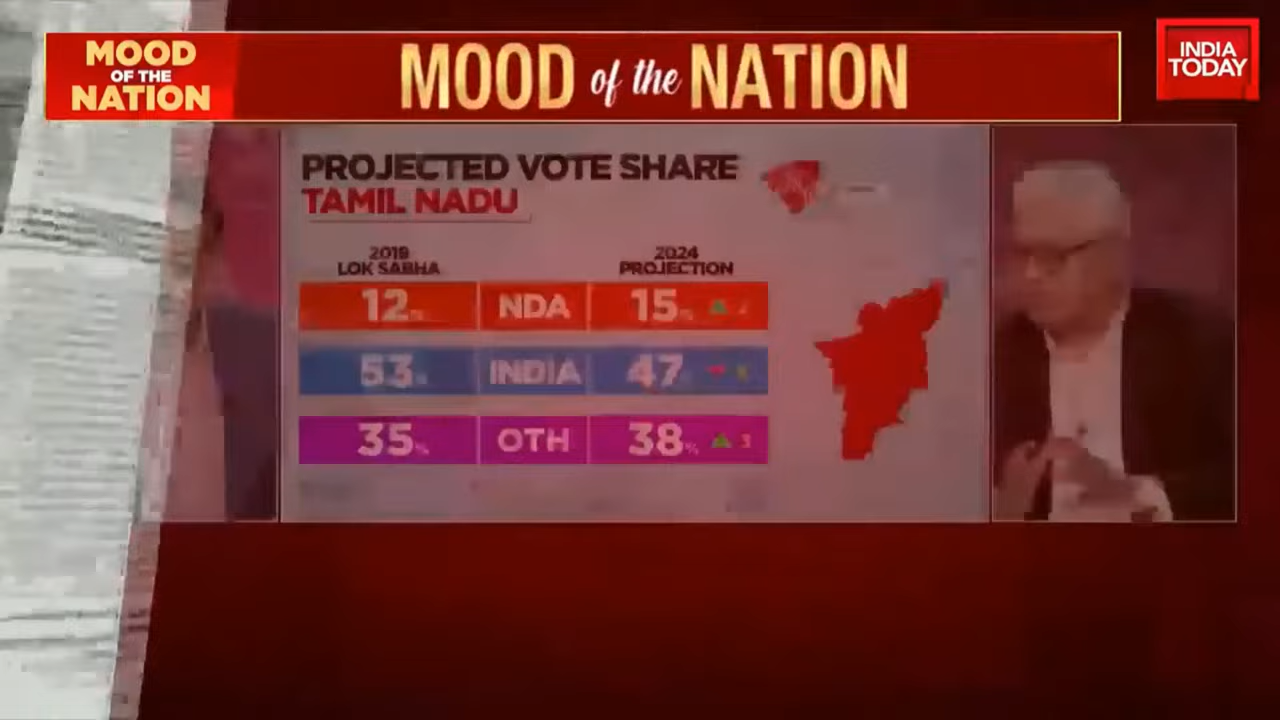 MOOD
OF THE
NATION
MOOD of the NATION
INDIA
TODAY
PROJECTED VOTE SHARE
TAMIL NADU
2019
LOK SABHA
2024
PROJECTION
12% NDA 15%
53% INDIA 47%
35% OTH 38% 3